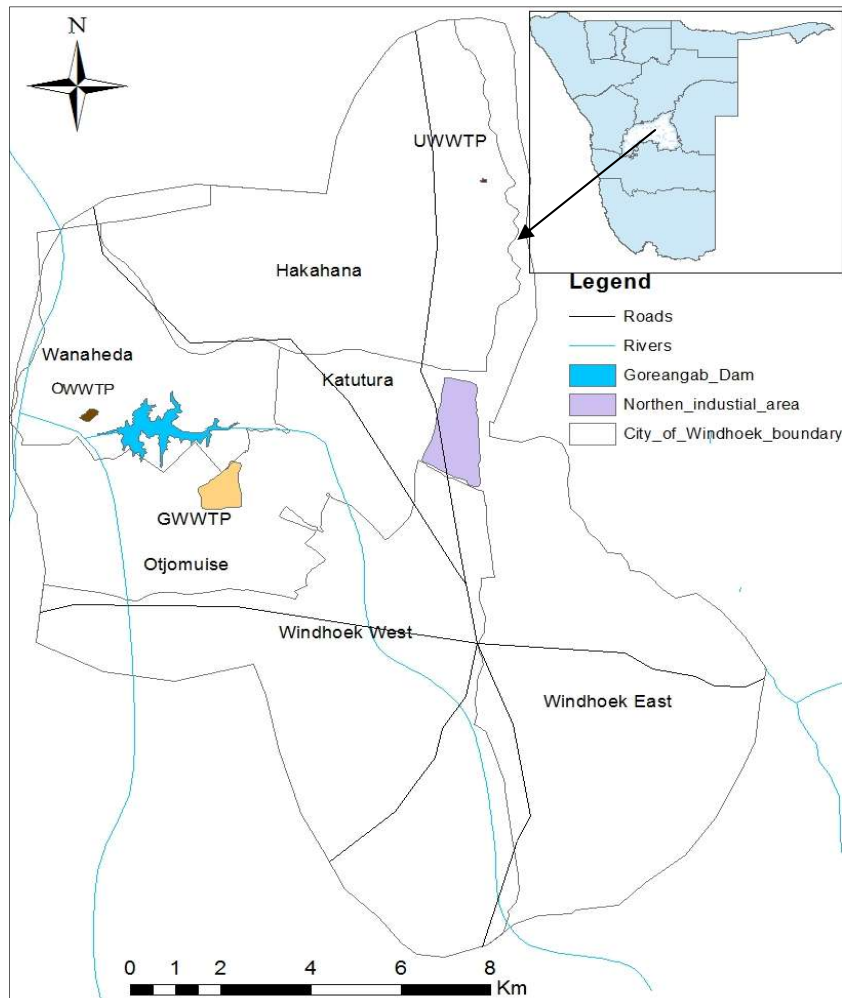 N
UWWTP
Hakahana
Legend
Roads
Rivers
Goreangab_Dam
Northen_industial_area
City_of_Windhoek_boundary
Wanaheda
Katutura
OWWTP
GWWTP
Otjomuise
Windhoek West
Windhoek East
0 1 2 4 6 8
Km